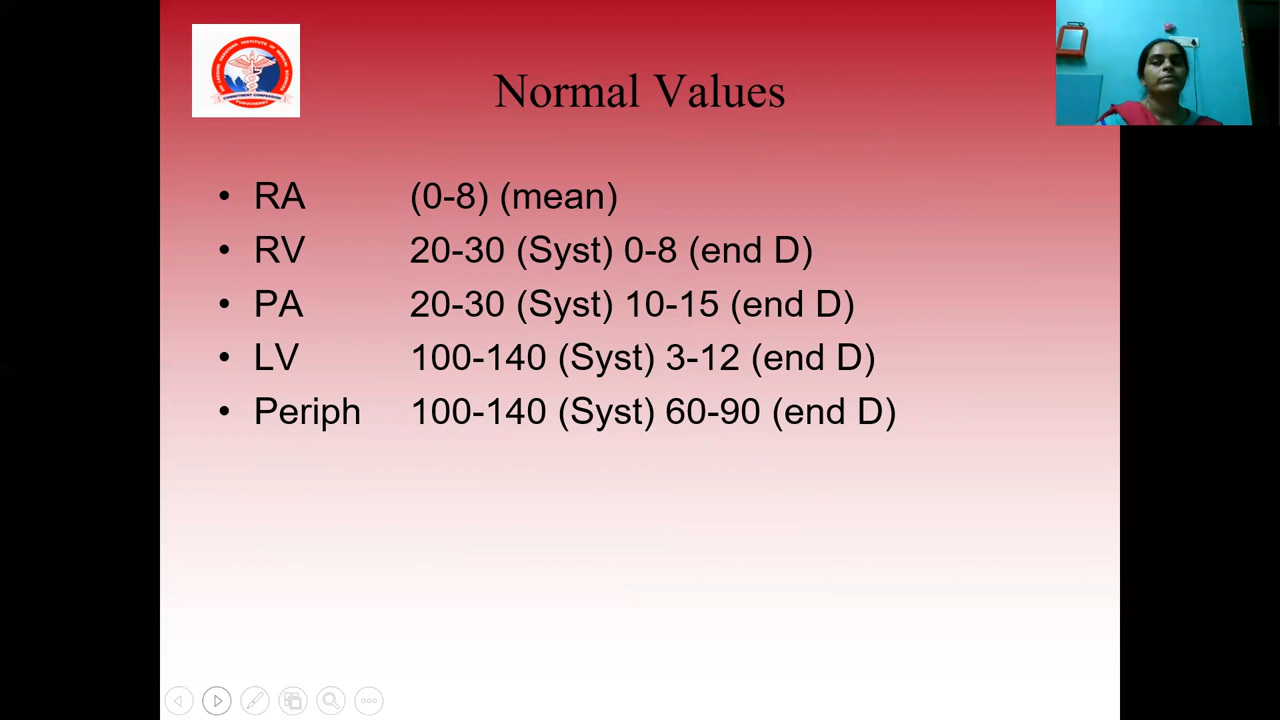 Normal Values
• RA (0-8) (mean)
• RV 20-30 (Syst) 0-8 (end D)
• PA 20-30 (Syst) 10-15 (end D)
• LV 100-140 (Syst) 3-12 (end D)
• Periph 100-140 (Syst) 60-90 (end D)